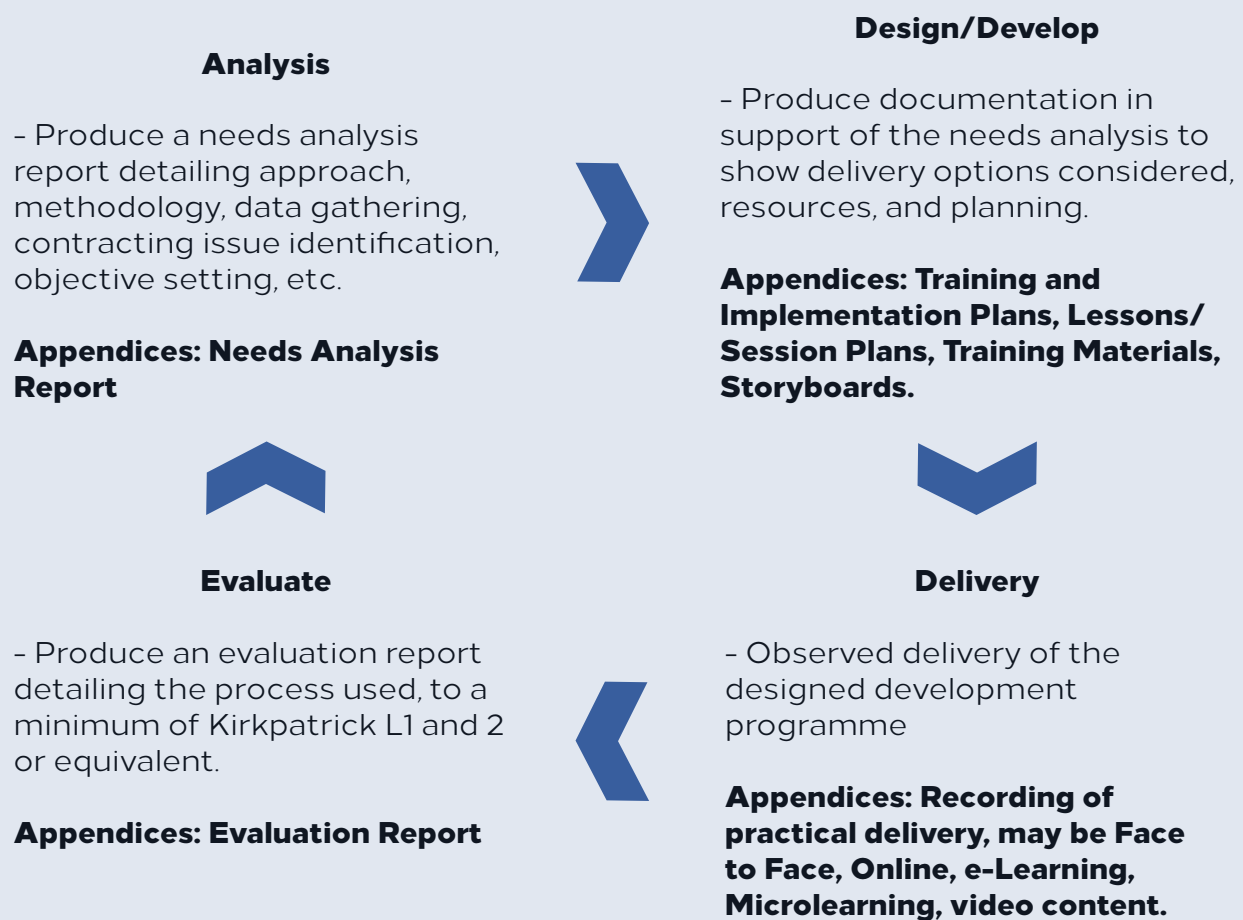 Analysis
- Produce a needs analysis
report detailing approach,
methodology, data gathering,
contracting issue identification,
objective setting, etc.
Appendices: Needs Analysis
Report
Design/Develop
- Produce documentation in
support of the needs analysis to
show delivery options considered,
resources, and planning.
Appendices: Training and
Implementation Plans, Lessons/
Session Plans, Training Materials,
Storyboards.
Delivery
- Observed delivery of the
designed development
programme
Appendices: Recording of
practical delivery, may be Face
to Face, Online, e-Learning,
Microlearning, video content.
Evaluate
- Produce an evaluation report
detailing the process used, to a
minimum of Kirkpatrick L1 and 2
or equivalent.
Appendices: Evaluation Report